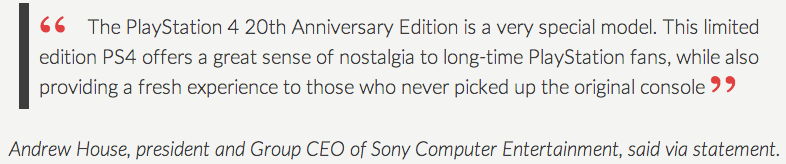 “ The PlayStation 4 20th Anniversary Edition is a very special model. This limited
edition PS4 offers a great sense of nostalgia to long-time PlayStation fans, while also
providing a fresh experience to those who never picked up the original console ”
Andrew House, president and Group CEO of Sony Computer Entertainment, said via statement.